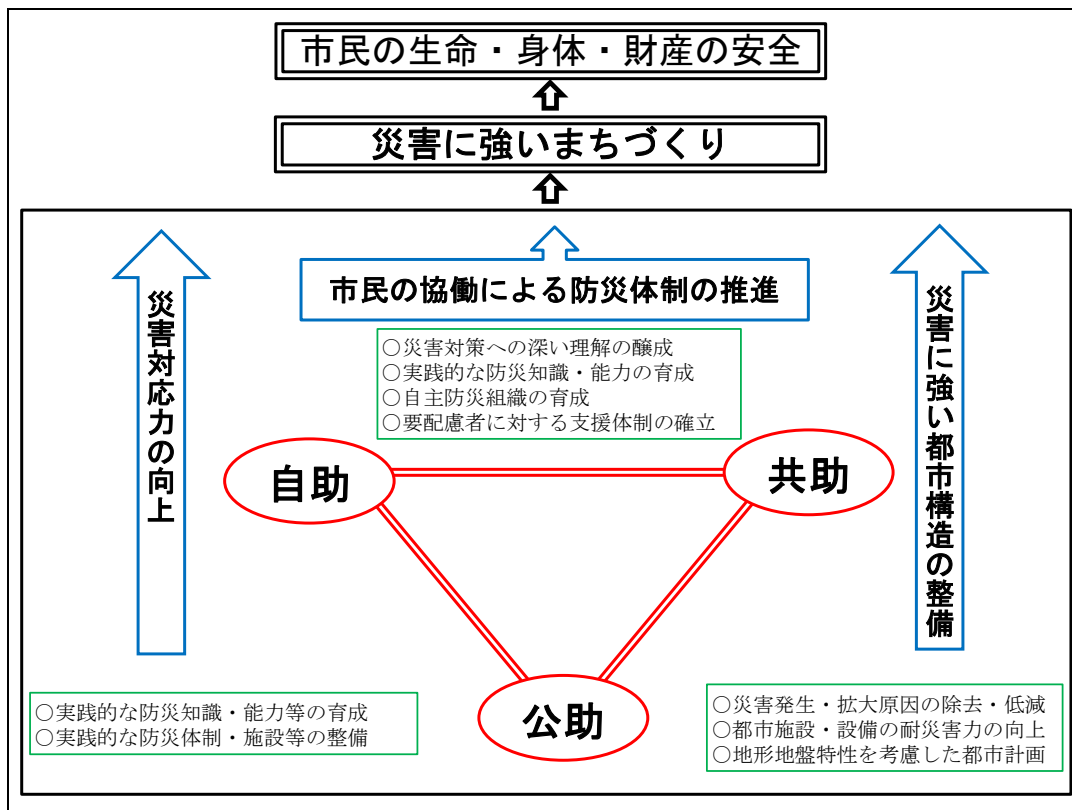 市民の生命・身体・財産の安全
災害に強いまちづくり
市民の協働による防災体制の推進
○災害対策への深い理解の醸成
○実践的な防災知識・能力の育成
○自主防災組織の育成
○要配慮者に対する支援体制の確立
災害対応力の向上
災害に強い都市構造の整備
自助
共助
公助
○実践的な防災知識・能力等の育成
○実践的な防災体制・施設等の整備
○災害発生・拡大原因の除去・低減
○都市施設・設備の耐災害力の向上
○地形地盤特性を考慮した都市計画